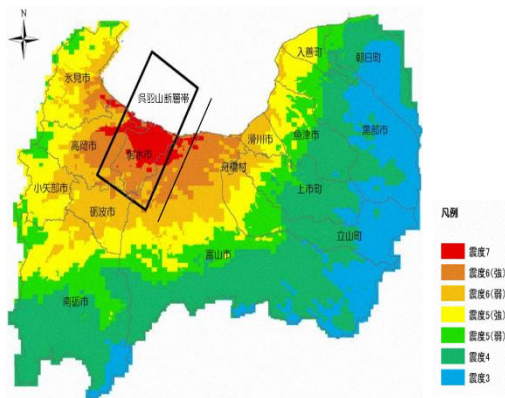 N
入善町
朝日町
氷見市
呉羽山断層帯
黒部市
滑川市
魚津市
高岡市
射水市
舟橋村
上市町
小矢部市
砺波市
立山町
富山市
南砺市
凡例
震度7
震度6(強)
震度6(弱)
震度5(強)
震度5(弱)
震度4
震度3